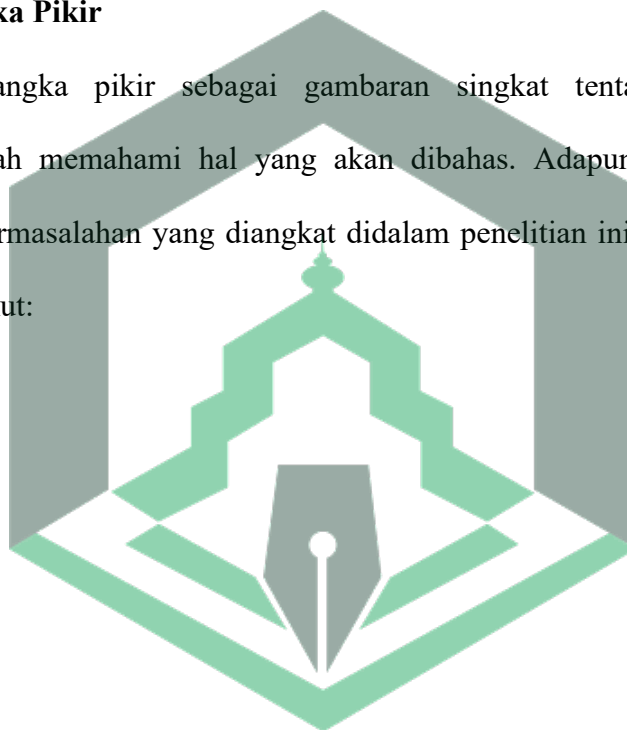 ka Pikir
angka pikir sebagai gambaran singkat tenta
ah memahami hal yang akan dibahas. Adapun
rmasalahan yang diangkat didalam penelitian ini
ut: